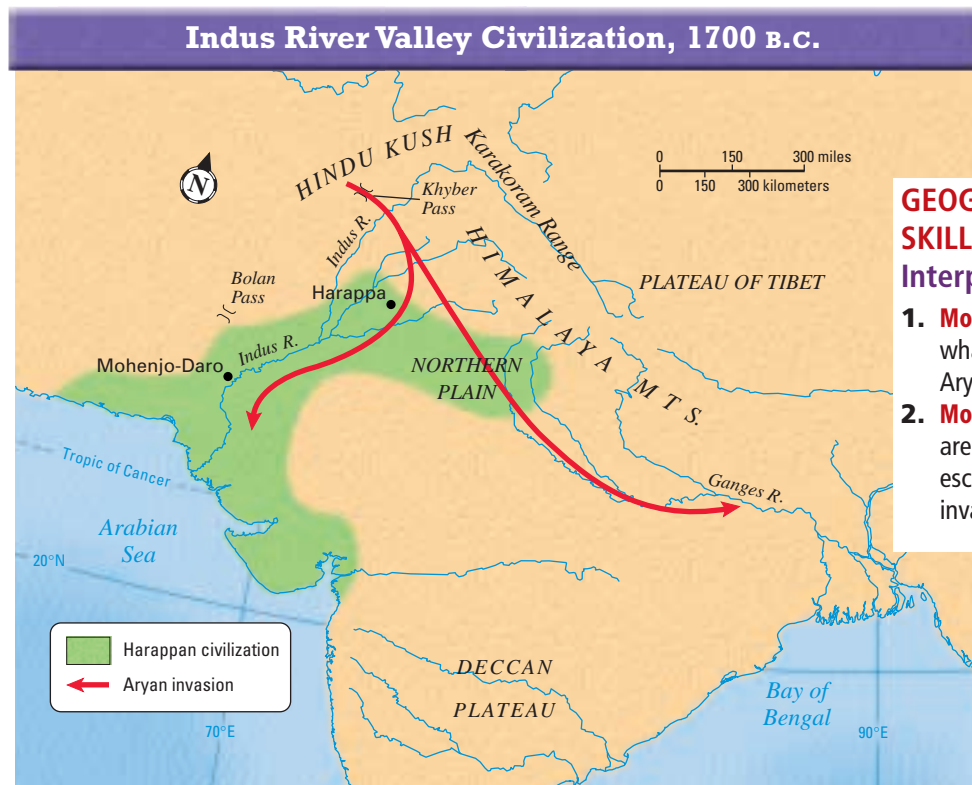 Indus River Valley Civilization, 1700 B.C.
N
HINDU KUSH
Karakoram Range
Khyber
Pass
0 150 300 miles
0 150 300 kilometers
Indus R.
HIMALAYA MTS.
PLATEAU OF TIBET
Bolan
Pass
Harappa
Mohenjo-Daro
Indus R.
NORTHERN
PLAIN
Tropic of Cancer
Ganges R.
Arabian
Sea
20°N
Harappan civilization
Aryan invasion
DECCAN
PLATEAU
Bay of
Bengal
70°E
90°E
GEOG
SKILL
Interp
1. Mo
wha
Ary
2. Mo
are
esc
inva